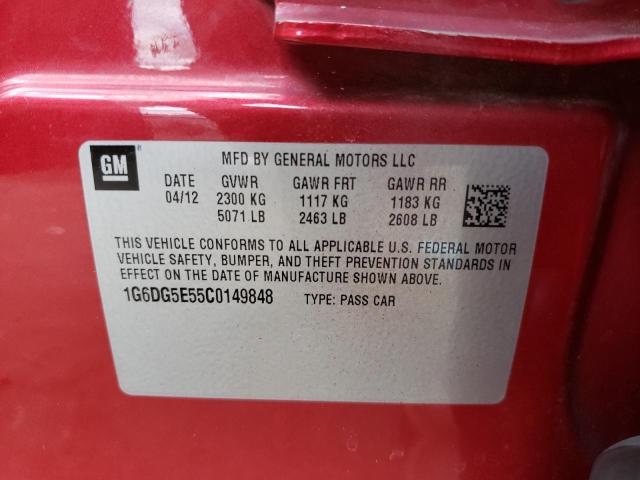 GM
MFD BY GENERAL MOTORS LLC
DATE GVWR GAWR FRT GAWR RR
04/12 2300 KG 1117 KG 1183 KG
5071 LB 2463 LB 2608 LB
THIS VEHICLE CONFORMS TO ALL APPLICABLE U.S. FEDERAL MOTOR
VEHICLE SAFETY, BUMPER, AND THEFT PREVENTION STANDARDS IN
EFFECT ON THE DATE OF MANUFACTURE SHOWN ABOVE.
1G6DG5E55C0149848 TYPE: PASS CAR